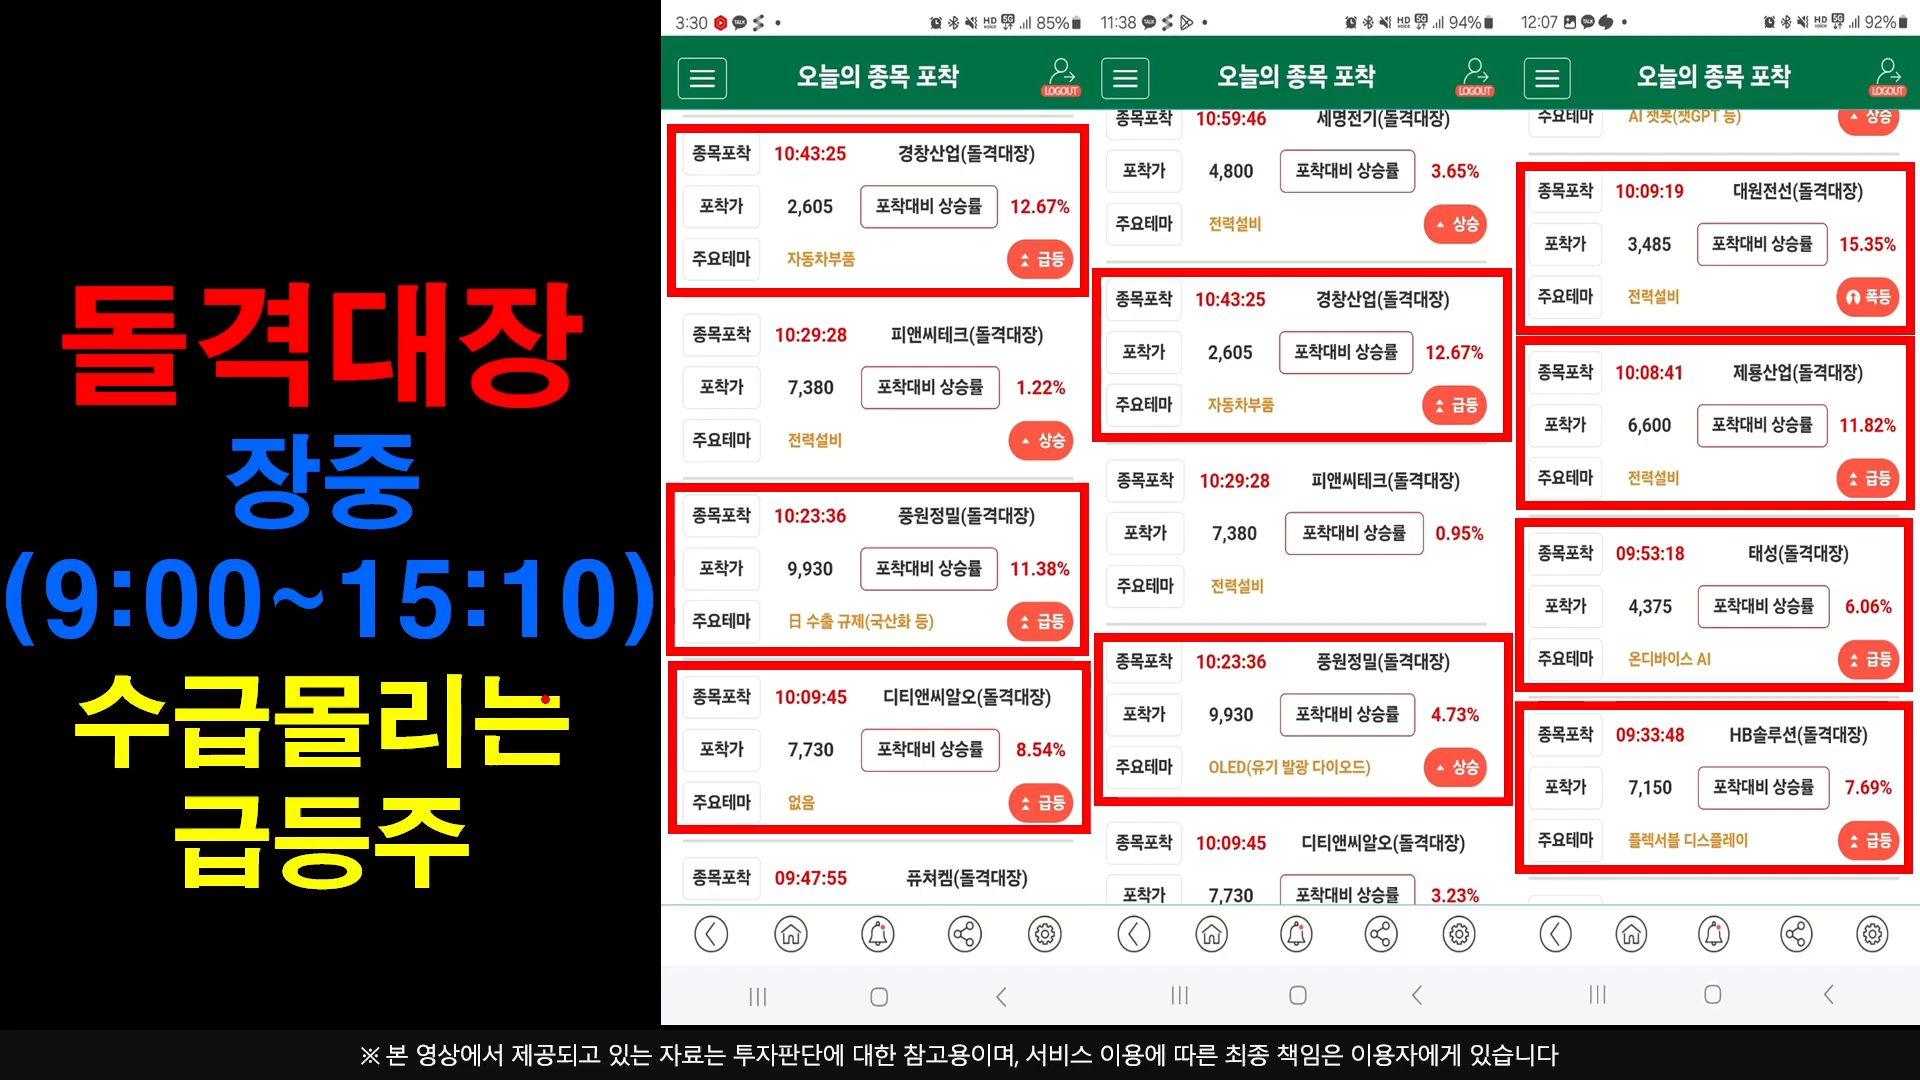 돌격대장
장중
(9:00~15:10)
수급몰리는
급등주
3:30
85%
오늘의 종목 포착
LOGOUT
종목포착 10:43:25 경창산업(돌격대장)
포착가 2,605 포착대비 상승률 12.67%
주요테마 자동차부품 급등
종목포착 10:29:28 피앤씨테크(돌격대장)
포착가 7,380 포착대비 상승률 1.22%
주요테마 전력설비 상승
종목포착 10:23:36 풍원정밀(돌격대장)
포착가 9,930 포착대비 상승률 11.38%
주요테마 日 수출 규제(국산화 등) 급등
종목포착 10:09:45 디티앤씨알오(돌격대장)
포착가 7,730 포착대비 상승률 8.54%
주요테마 없음 급등
종목포착 09:47:55 퓨쳐켐(돌격대장)
11:38
94%
오늘의 종목 포착
LOGOUT
종목포착 10:59:46 세명전기(돌격대장)
포착가 4,800 포착대비 상승률 3.65%
주요테마 전력설비 상승
종목포착 10:43:25 경창산업(돌격대장)
포착가 2,605 포착대비 상승률 12.67%
주요테마 자동차부품 급등
종목포착 10:29:28 피앤씨테크(돌격대장)
포착가 7,380 포착대비 상승률 0.95%
주요테마 전력설비
종목포착 10:23:36 풍원정밀(돌격대장)
포착가 9,930 포착대비 상승률 4.73%
주요테마 OLED(유기 발광 다이오드) 상승
종목포착 10:09:45 디티앤씨알오(돌격대장)
포착가 7,730 포착대비 상승률 3.23%
12:07
92%
오늘의 종목 포착
LOGOUT
주요테마 AI 챗봇(챗GPT 등) 상승
종목포착 10:09:19 대원전선(돌격대장)
포착가 3,485 포착대비 상승률 15.35%
주요테마 전력설비 폭등
종목포착 10:08:41 제룡산업(돌격대장)
포착가 6,600 포착대비 상승률 11.82%
주요테마 전력설비 급등
종목포착 09:53:18 태성(돌격대장)
포착가 4,375 포착대비 상승률 6.06%
주요테마 온디바이스 AI 급등
종목포착 09:33:48 HB솔루션(돌격대장)
포착가 7,150 포착대비 상승률 7.69%
주요테마 플렉서블 디스플레이 급등
※ 본 영상에서 제공되고 있는 자료는 투자판단에 대한 참고용이며, 서비스 이용에 따른 최종 책임은 이용자에게 있습니다